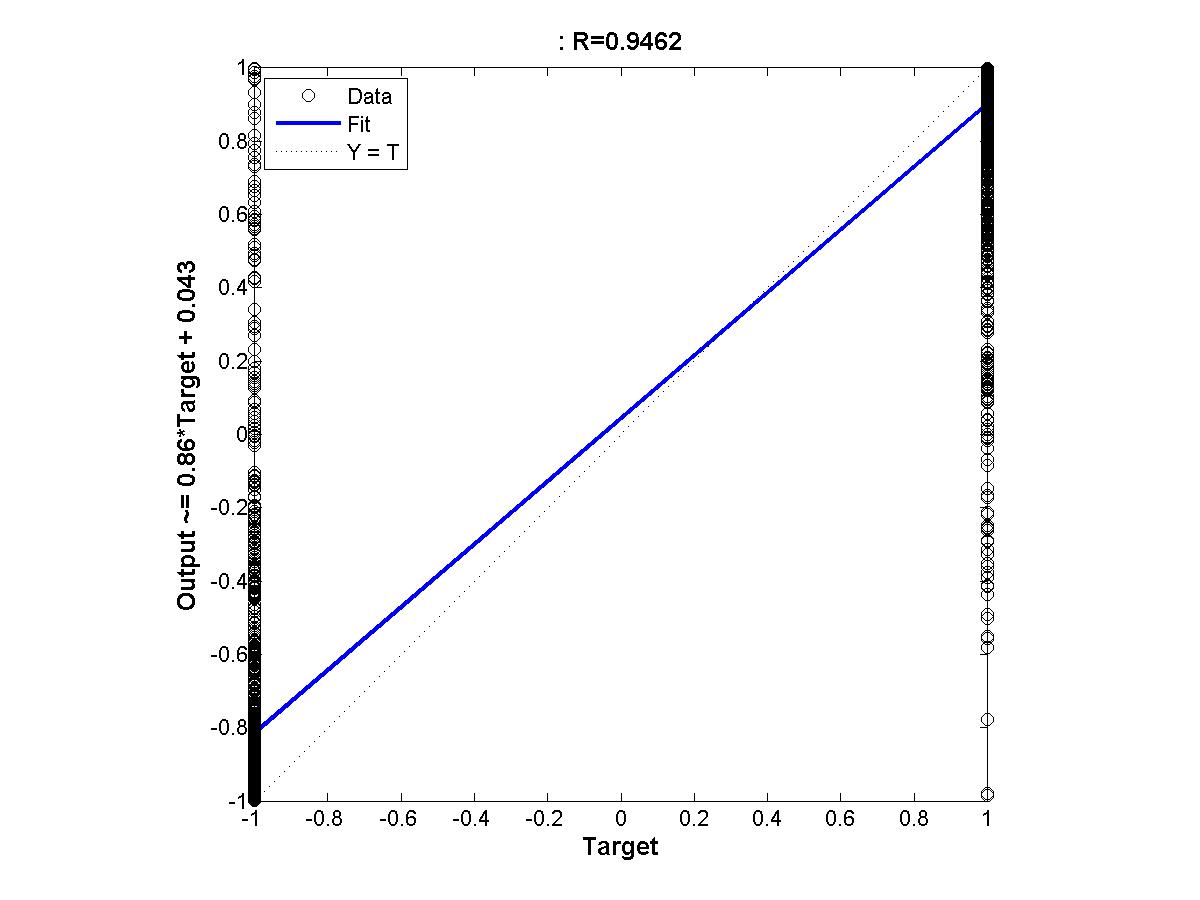 : R=0.9462
Data
Fit
Y = T
Output ~= 0.86*Target + 0.043
1
0.8
0.6
0.4
0.2
0
-0.2
-0.4
-0.6
-0.8
-1
-1 -0.8 -0.6 -0.4 -0.2 0 0.2 0.4 0.6 0.8 1
Target